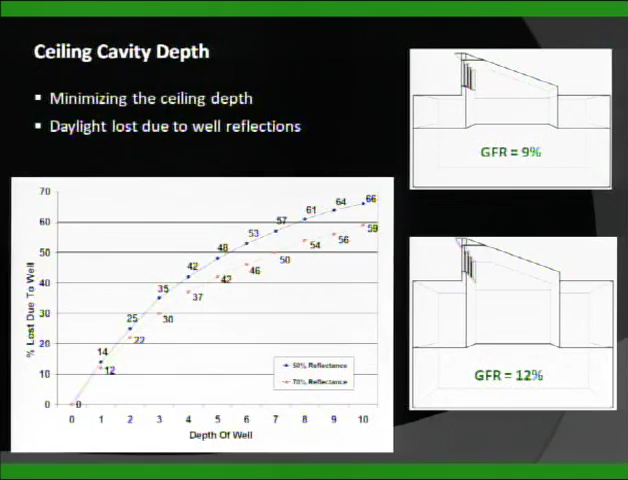 Ceiling Cavity Depth
▪ Minimizing the ceiling depth
▪ Daylight lost due to well reflections
GFR = 9%
GFR = 12%
% Lost Due To Well
70
60
50
40
30
20
10
0
0
14
25
35
42
48
53
57
61
64
66
12
22
30
37
42
46
50
54
56
59
50% Reflectance
70% Reflectance
0 1 2 3 4 5 6 7 8 9 10
Depth Of Well